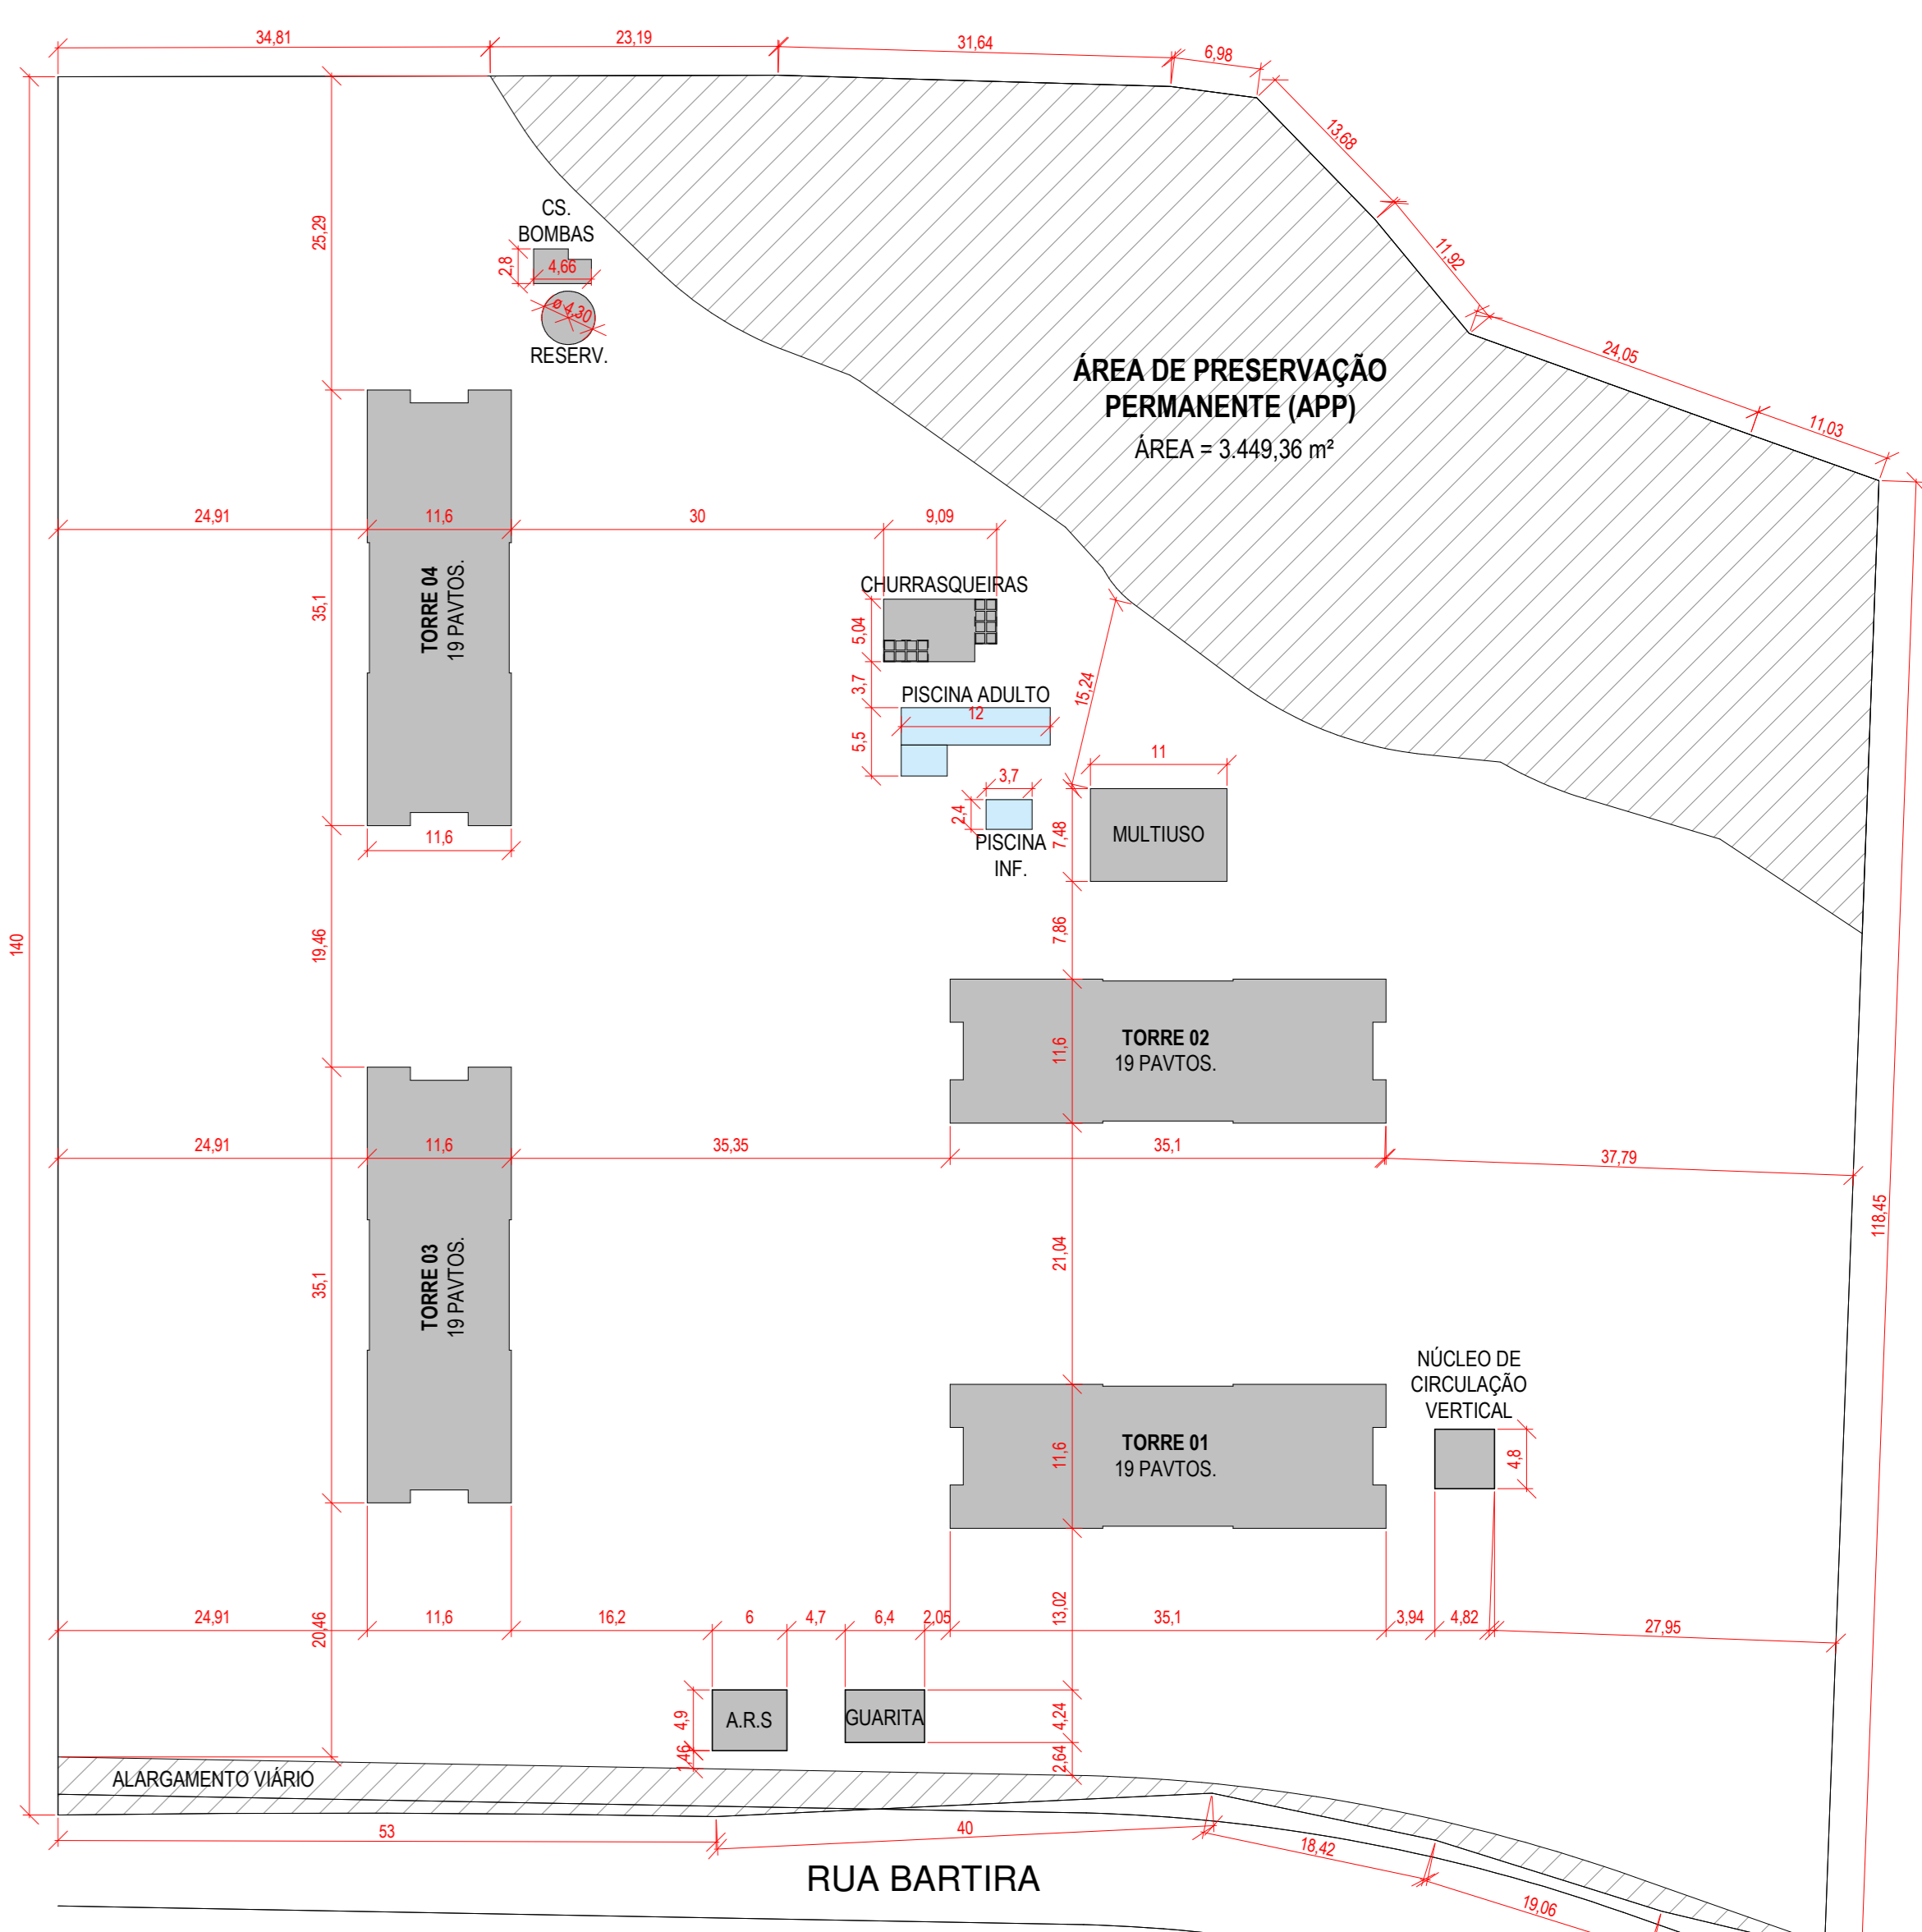 34,81
23,19
31,64
6,98
13,68
11,92
24,05
11,03
25,29
CS.
BOMBAS
2,8
4,66
ø 4,30
RESERV.
ÁREA DE PRESERVAÇÃO
PERMANENTE (APP)
ÁREA = 3.449,36 m²
24,91
11,6
30
9,09
TORRE 04
19 PAVTOS.
35,1
CHURRASQUEIRAS
5,04
3,7
PISCINA ADULTO
12
5,5
15,24
3,7
2,4
PISCINA
INF.
11
MULTIUSO
7,48
11,6
140
19,46
7,86
TORRE 02
19 PAVTOS.
11,6
24,91
11,6
35,35
35,1
37,79
118,45
TORRE 03
19 PAVTOS.
35,1
21,04
NÚCLEO DE
CIRCULAÇÃO
VERTICAL
4,8
TORRE 01
19 PAVTOS.
11,6
24,91
11,6
16,2
6
4,7
6,4
2,05
13,02
35,1
3,94
4,82
27,95
20,46
4,9
A.R.S
GUARITA
4,24
1,46
2,64
ALARGAMENTO VIÁRIO
53
40
18,42
19,06
RUA BARTIRA